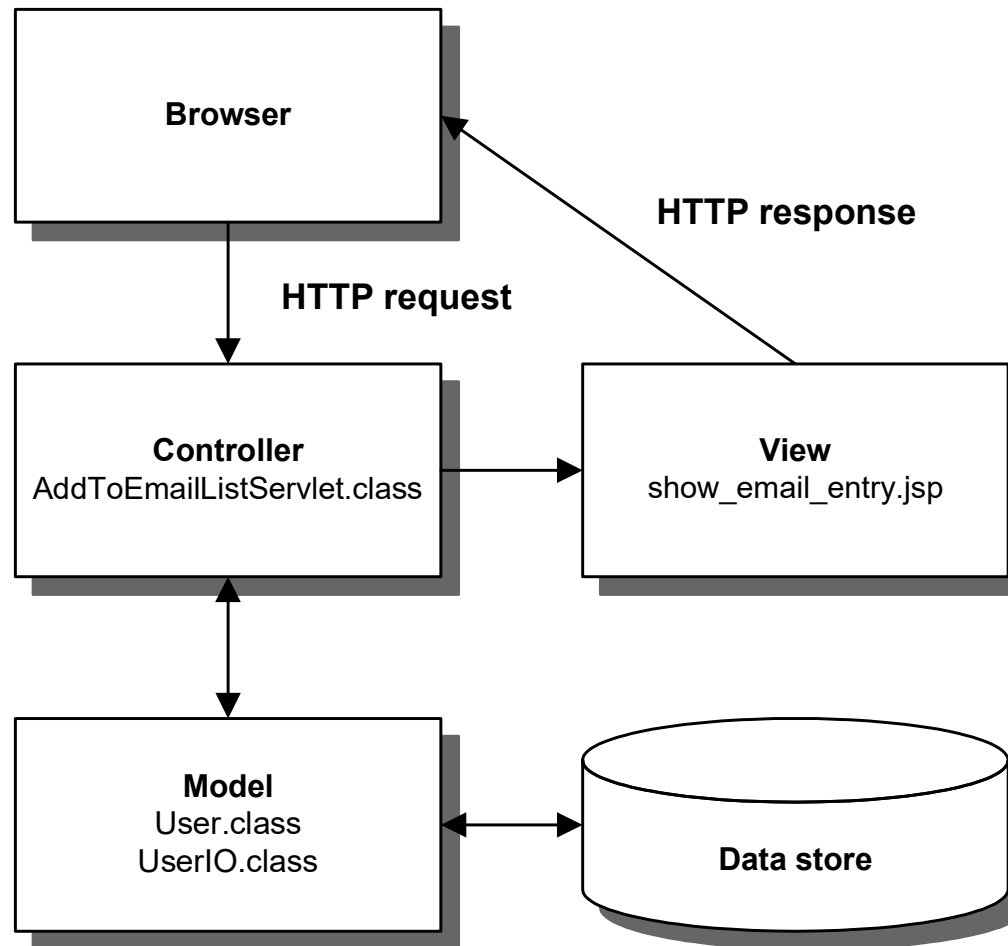 Browser
HTTP response
HTTP request
Controller
AddToEmailListServlet.class
View
show_email_entry.jsp
Model
User.class
UserIO.class
Data store